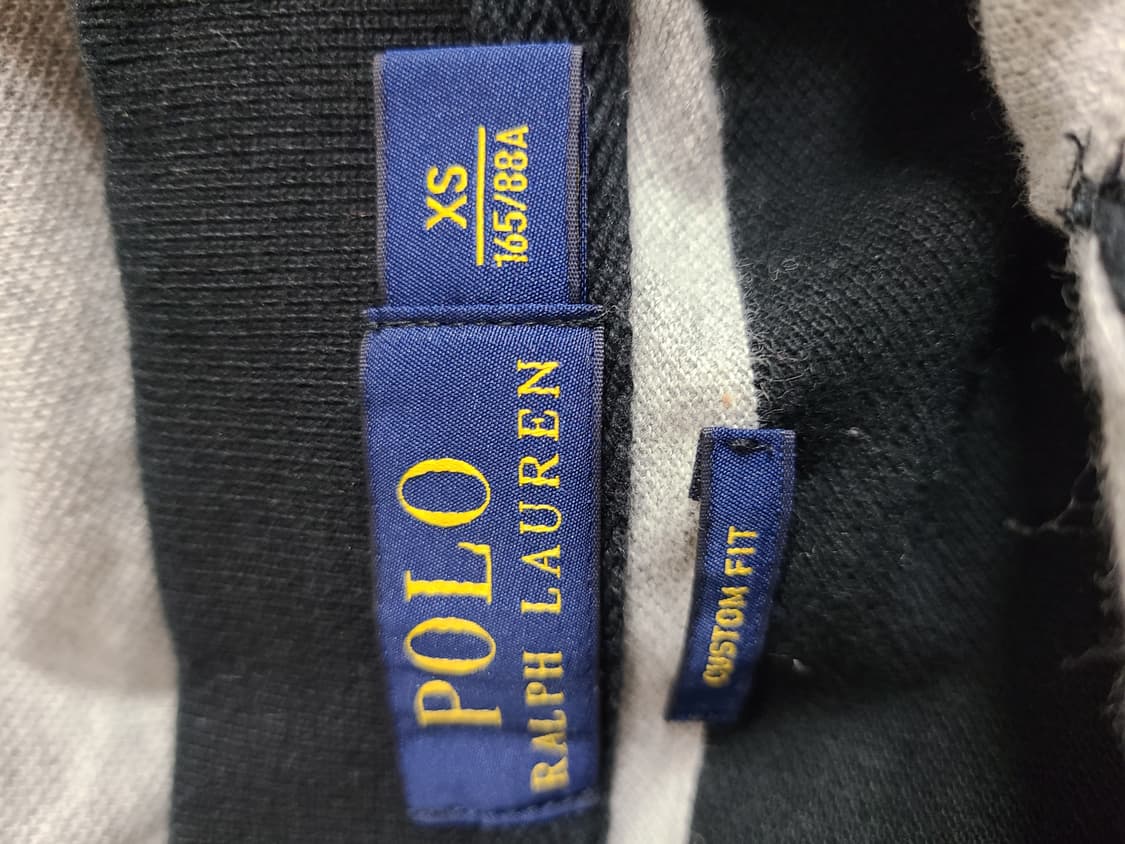 POLO
RALPH LAUREN
XS
165/88A
CUSTOM FIT